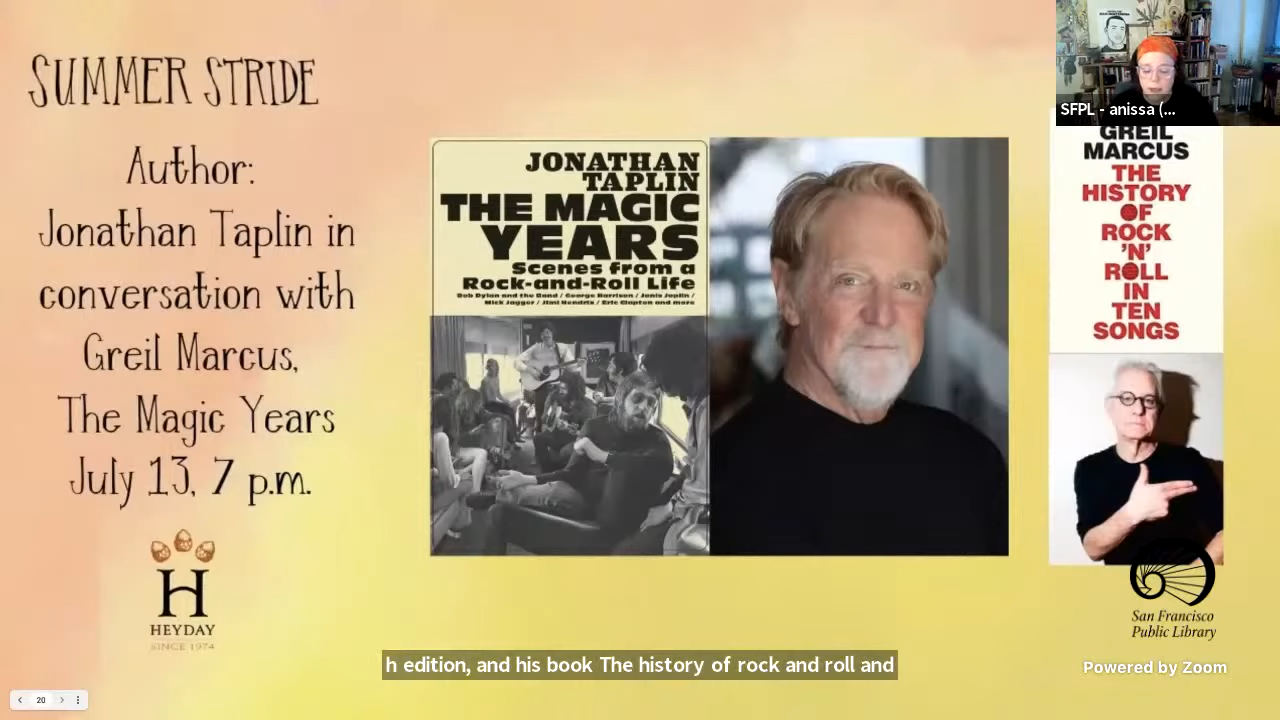 SUMMER STRIDE
Author:
Jonathan Taplin in
conversation with
Greil Marcus,
The Magic Years
July 13, 7 p.m.
H
HEYDAY
SINCE 1974
JONATHAN
TAPLIN
THE MAGIC
YEARS
Scenes from a
Rock-and-Roll Life
Bob Dylan and the Band / George Harrison / Janis Joplin /
Mick Jagger / Jimi Hendrix / Eric Clapton and more
SFPL - anissa (...
GREIL
MARCUS
THE
HISTORY
OF
ROCK
'N'
ROLL
IN
TEN
SONGS
San Francisco
Public Library
h edition, and his book The history of rock and roll and
Powered by Zoom
20